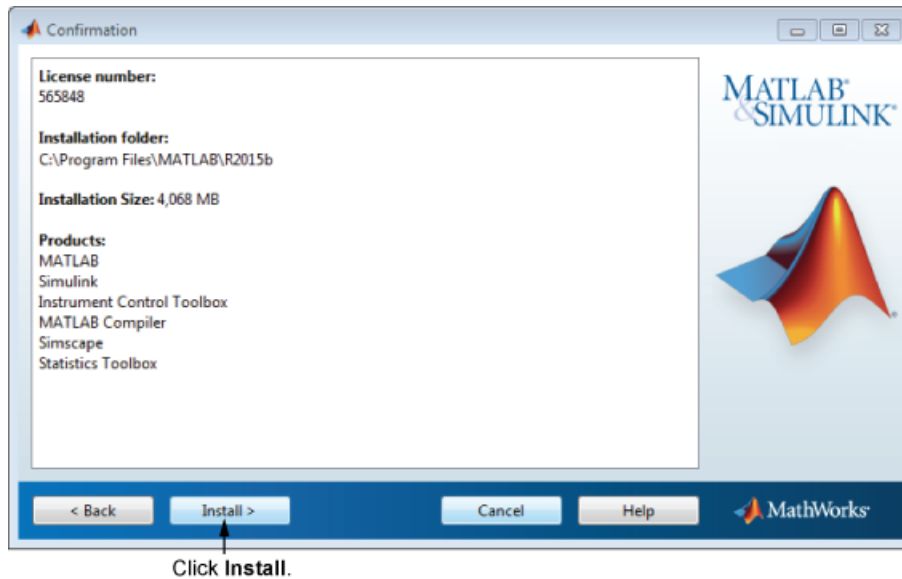 Confirmation
License number:
565848
Installation folder:
C:\Program Files\MATLAB\R2015b
Installation Size: 4,068 MB
Products:
MATLAB
Simulink
Instrument Control Toolbox
MATLAB Compiler
Simscape
Statistics Toolbox
MATLAB®
&SIMULINK®
®
< Back
Install >
Cancel
Help
MathWorks®
Click Install.